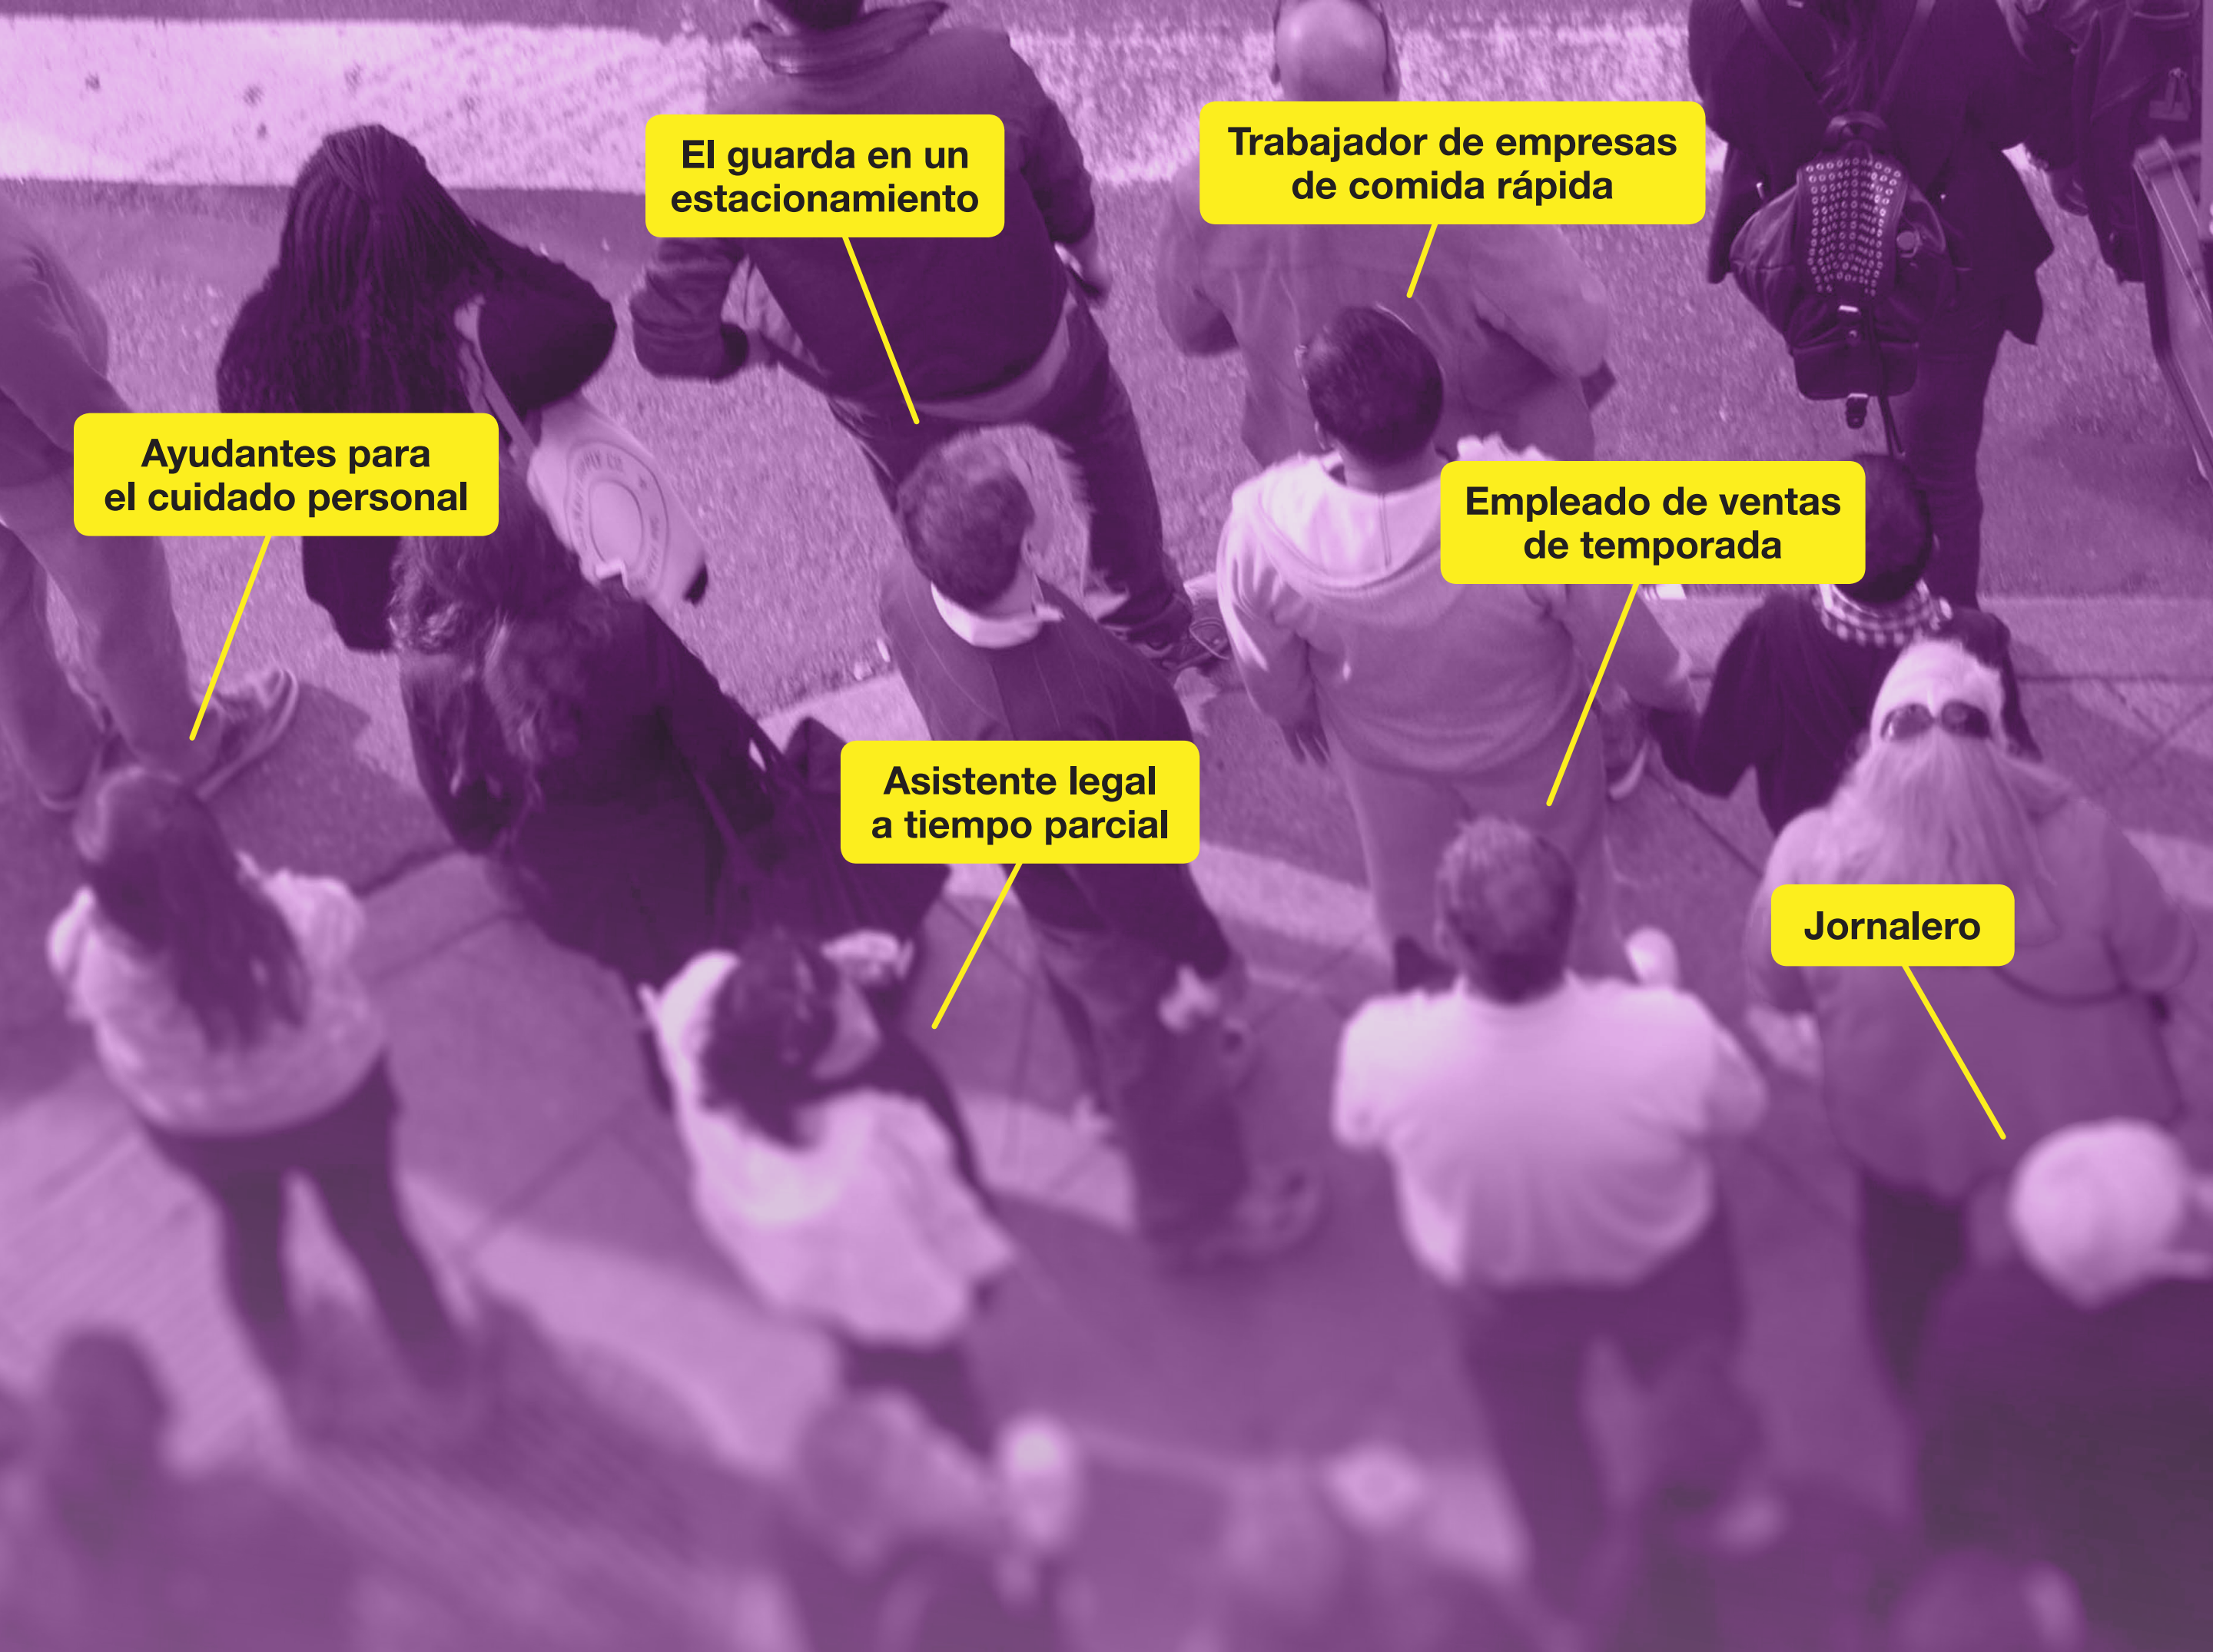 El guarda en un
estacionamiento
Trabajador de empresas
de comida rápida
Ayudantes para
el cuidado personal
Empleado de ventas
de temporada
Asistente legal
a tiempo parcial
Jornalero